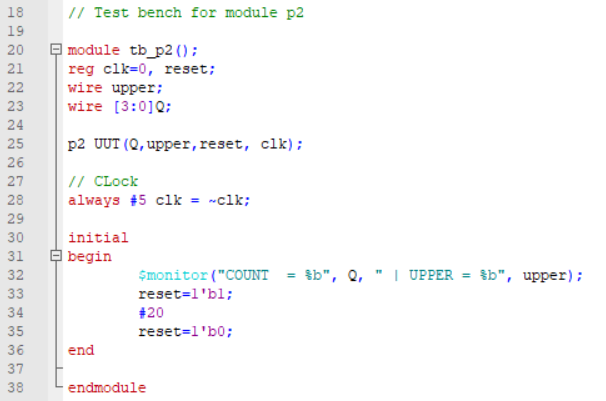 18 // Test bench for module p2
19
20 module tb_p2();
21 reg clk=0, reset;
22 wire upper;
23 wire [3:0]Q;
24
25 p2 UUT(Q,upper,reset, clk);
26
27 // CLock
28 always #5 clk = ~clk;
29
30 initial
31 begin
32 $monitor("COUNT  = %b", Q, " | UPPER = %b", upper);
33 reset=1'b1;
34 #20
35 reset=1'b0;
36 end
37
38 endmodule